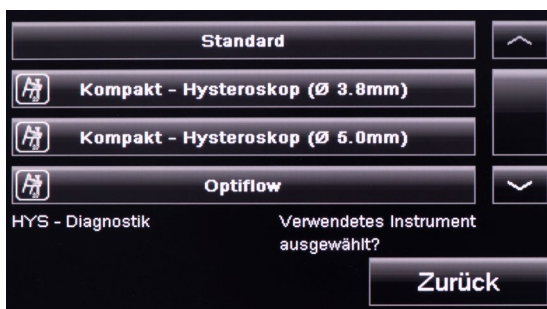 Standard
Kompakt - Hysteroskop (Ø 3.8mm)
Kompakt - Hysteroskop (Ø 5.0mm)
Optiflow
HYS - Diagnostik
Verwendetes Instrument
ausgewählt?
Zurück